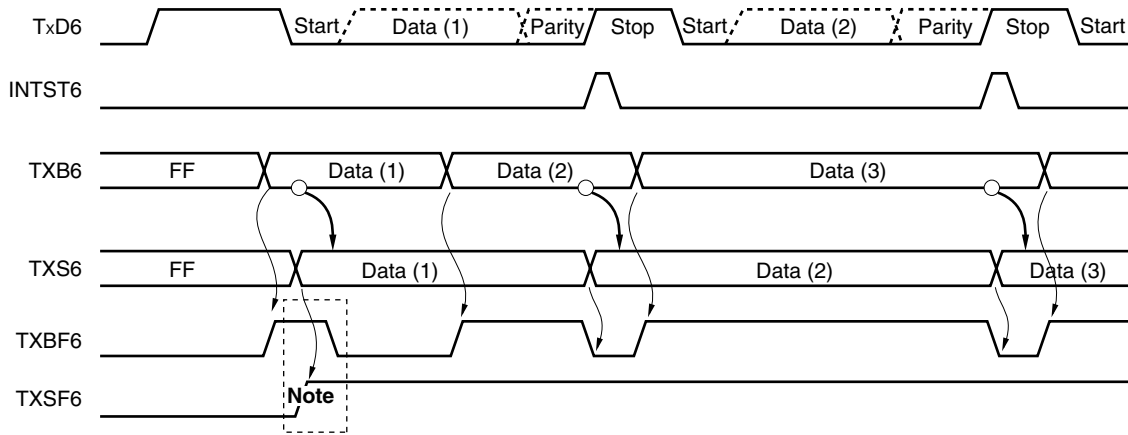 TxD6 Start Data (1) Parity Stop Start Data (2) Parity Stop Start
INTST6
TXB6 FF Data (1) Data (2) Data (3)
TXS6 FF Data (1) Data (2) Data (3)
TXBF6
TXSF6 Note